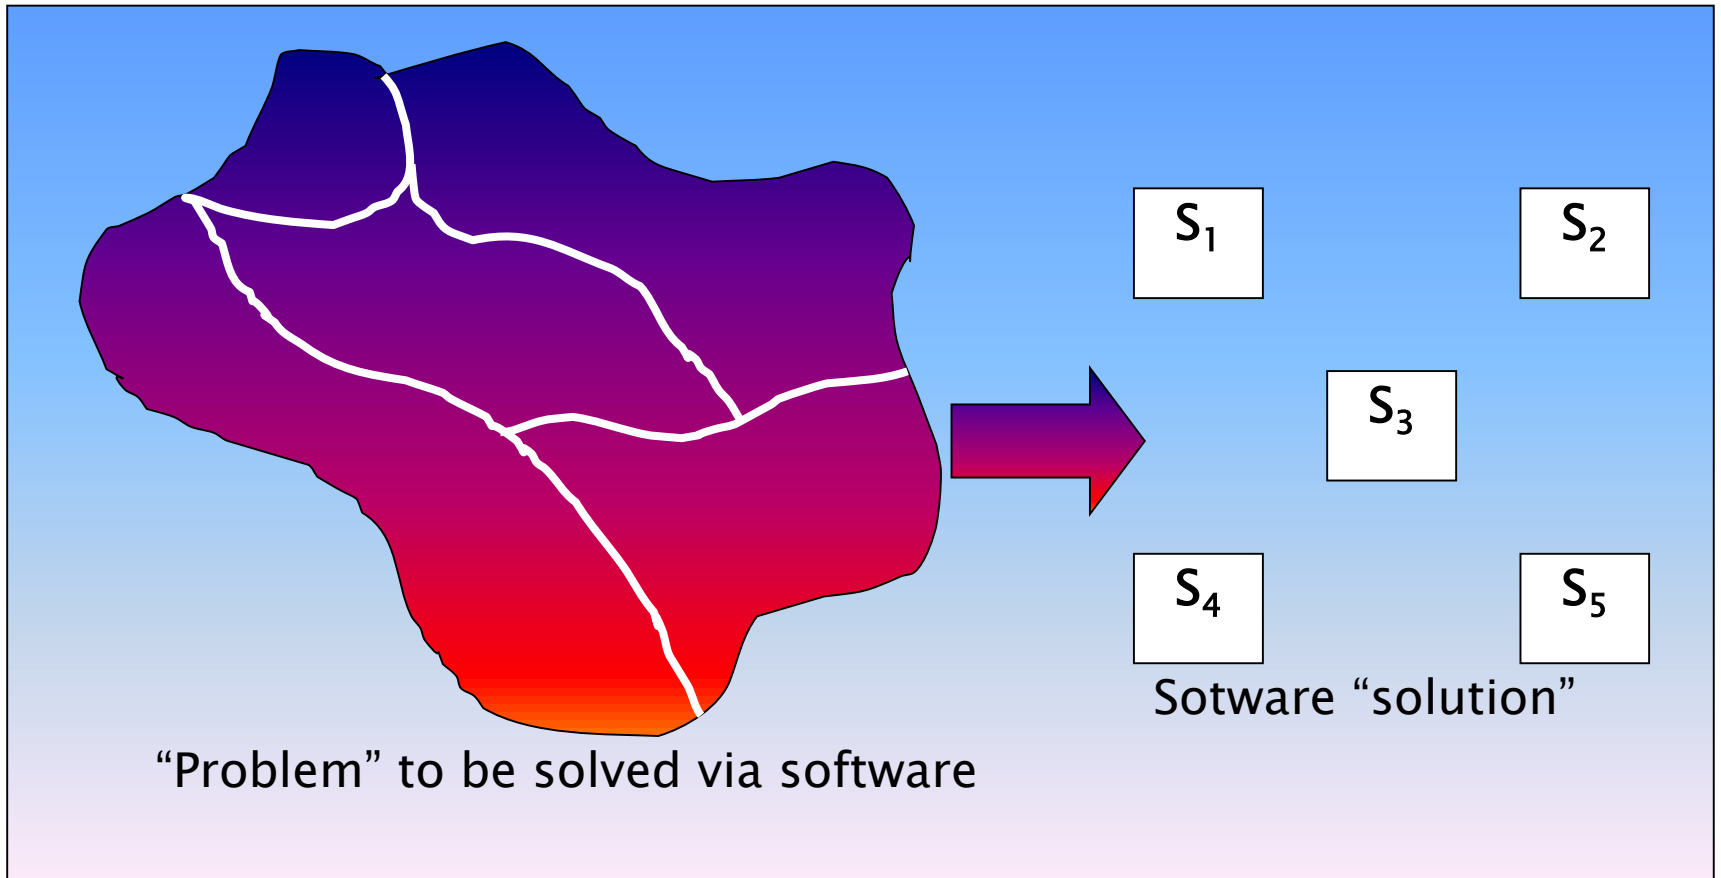 S₁
S₂
S₃
S₄
S₅
Sotware “solution”
“Problem” to be solved via software